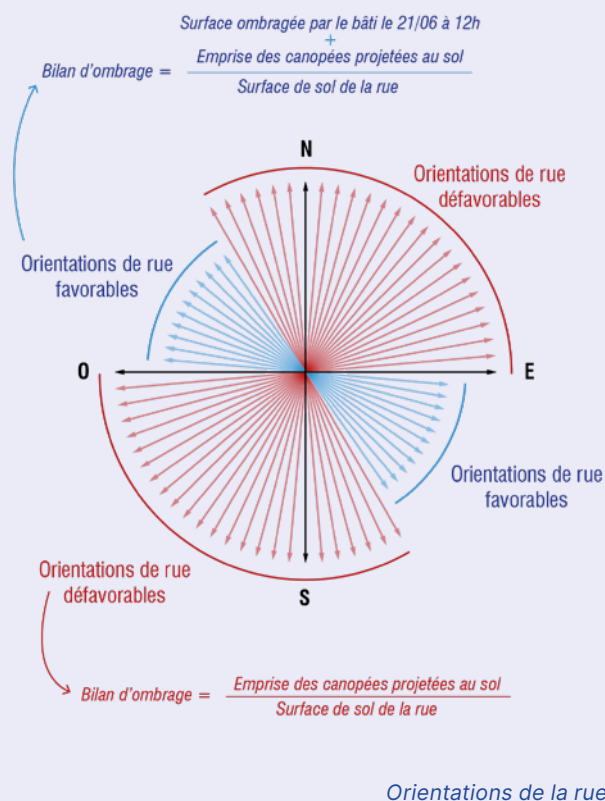 Surface ombragée par le bâti le 21/06 à 12h
+
Bilan d'ombrage = Emprise des canopées projetées au sol
Surface de sol de la rue
N
Orientations de rue
défavorables
Orientations de rue
favorables
O
E
Orientations de rue
favorables
Orientations de rue
défavorables
S
Bilan d'ombrage = Emprise des canopées projetées au sol
Surface de sol de la rue
Orientations de la rue